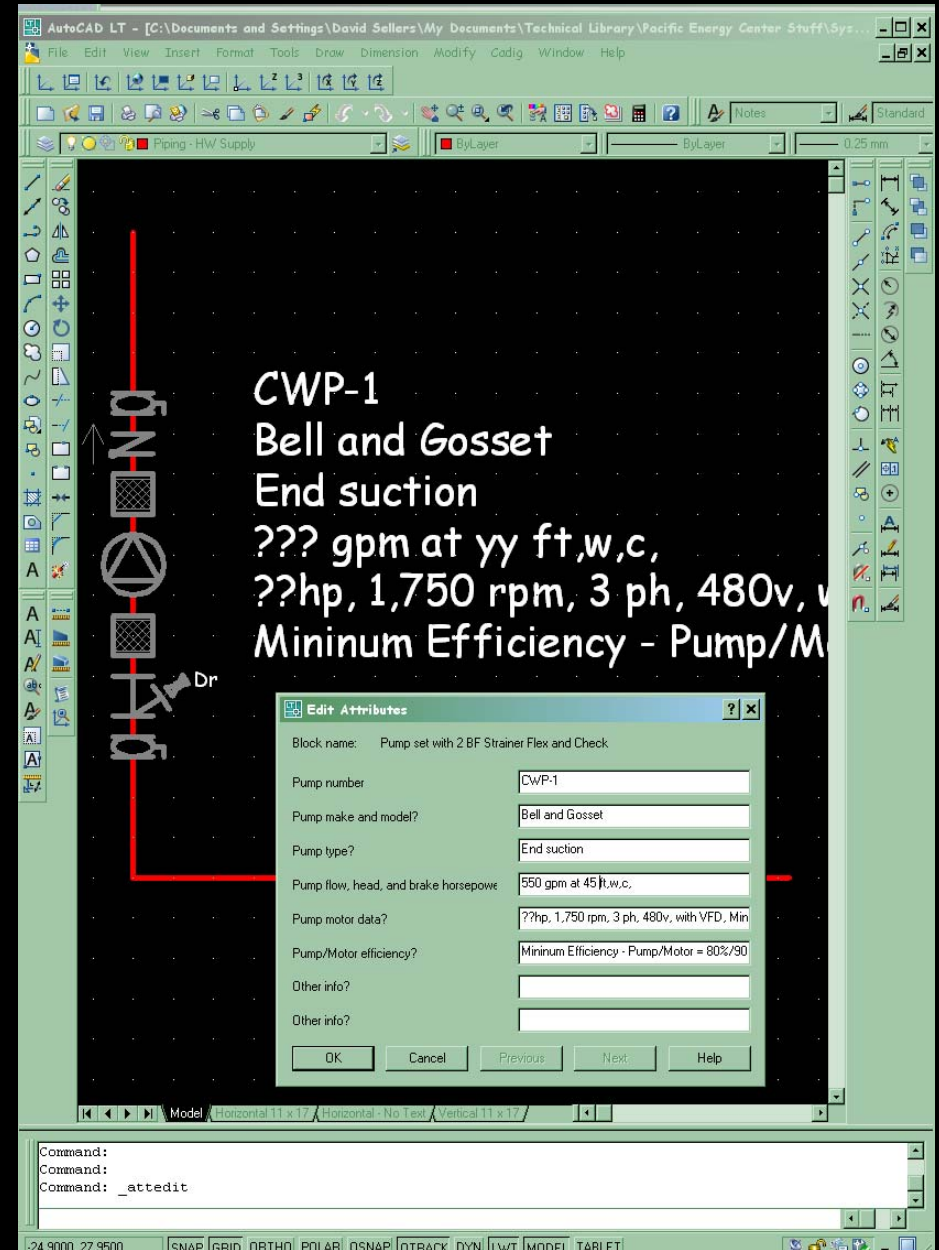 AutoCAD LT - [C:\Documents and Settings\David Sellers\My Documents\Technical Library\Pacific Energy Center Stuff\Sys...
File Edit View Insert Format Tools Draw Dimension Modify Cadig Window Help
Notes
Standard
Piping - HW Supply
ByLayer
ByLayer
0.25 mm
CWP-1
Bell and Gosset
End suction
??? gpm at yy ft,w,c,
??hp, 1,750 rpm, 3 ph, 480v,
Mininum Efficiency - Pump/M
Dr
Edit Attributes
Block name: Pump set with 2 BF Strainer Flex and Check
Pump number CWP-1
Pump make and model? Bell and Gosset
Pump type? End suction
Pump flow, head, and brake horsepowe 550 gpm at 45 ft,w,c,
Pump motor data? ??hp, 1,750 rpm, 3 ph, 480v, with VFD, Min
Pump/Motor efficiency? Mininum Efficiency - Pump/Motor = 80%/90
Other info?
Other info?
OK Cancel Previous Next Help
Model Horizontal 11 x 17 Horizontal - No Text Vertical 11 x 17
Command:
Command:
Command: _attedit
-24.9000, 27.9500 SNAP GRID ORTHO POLAR OSNAP OTRACK DYN LWT MODEL TABLET